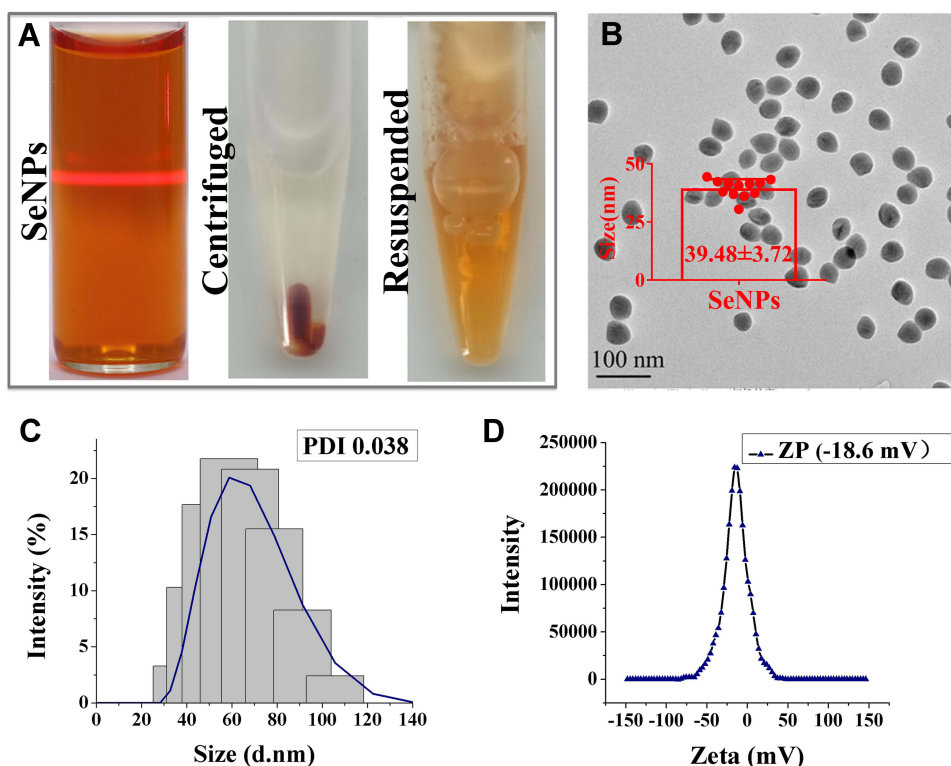 A
SeNPs
Centrifuged
Resuspended
B
50
25
0
Size(nm)
39.48±3.72
SeNPs
100 nm
C
PDI 0.038
20
15
10
5
0
Intensity (%)
0 20 40 60 80 100 120 140
Size (d.nm)
D
ZP (-18.6 mV）
250000
200000
150000
100000
50000
0
Intensity
-150 -100 -50 0 50 100 150
Zeta (mV)